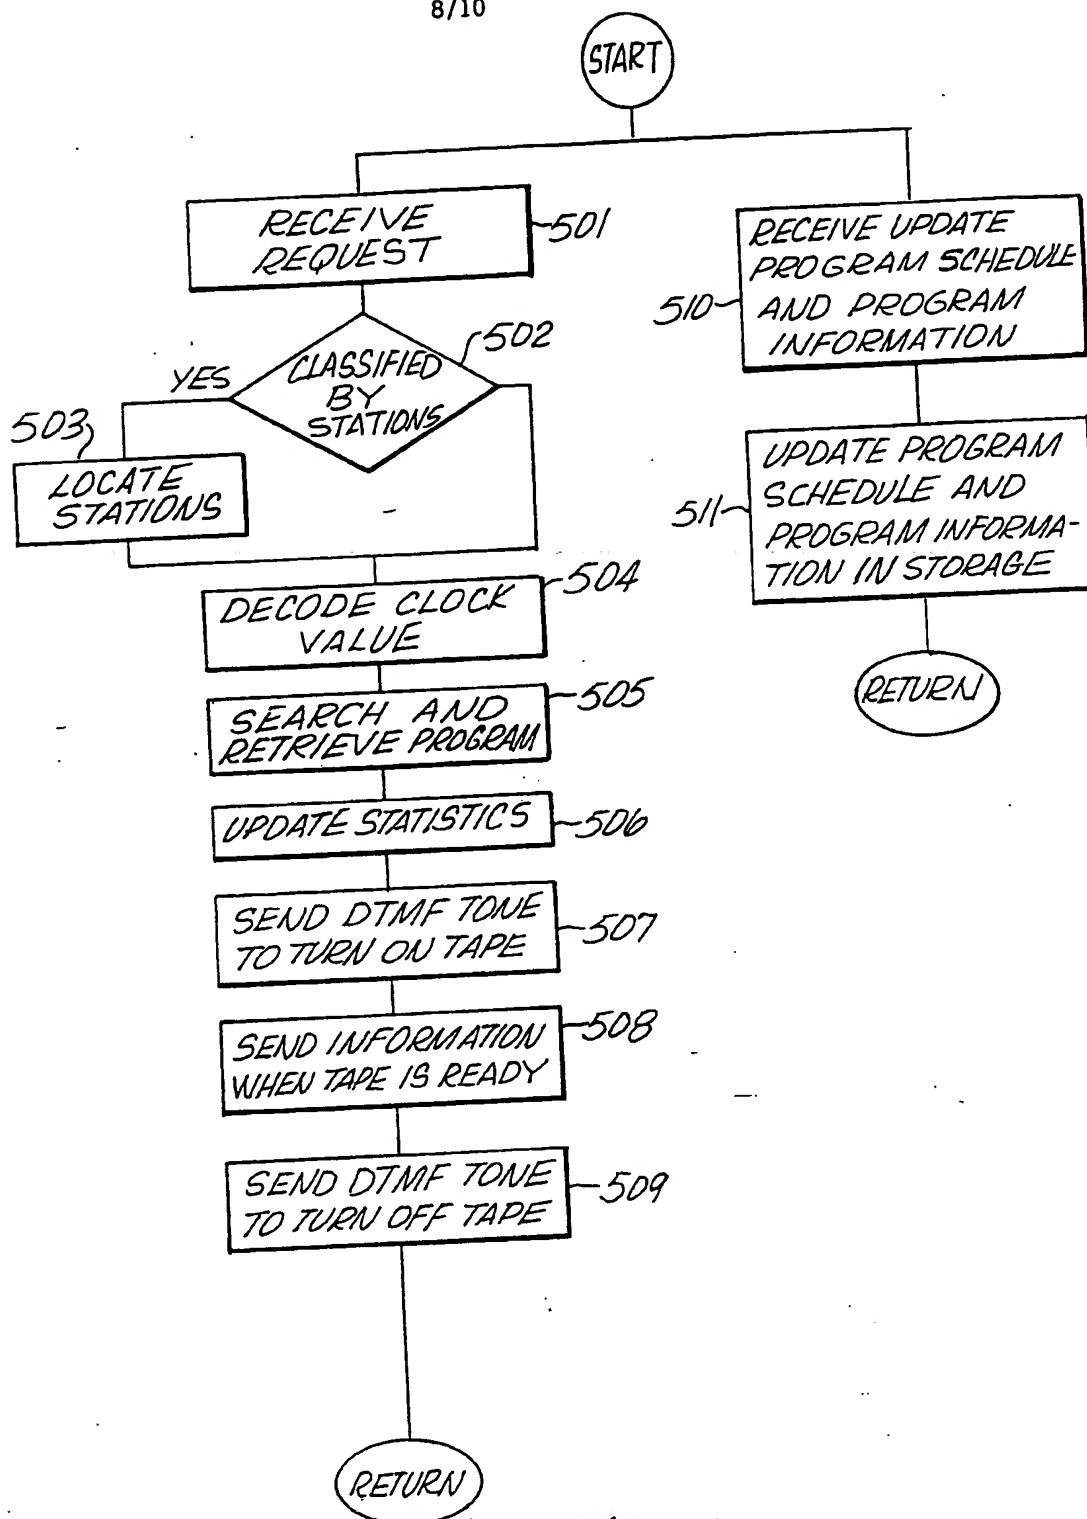 8/10
START
RECEIVE
REQUEST
501
CLASSIFIED
BY
STATIONS
502
YES
503
LOCATE
STATIONS
DECODE CLOCK
VALUE
504
SEARCH AND
RETRIEVE PROGRAM
505
UPDATE STATISTICS
506
SEND DTMF TONE
TO TURN ON TAPE
507
SEND INFORMATION
WHEN TAPE IS READY
508
SEND DTMF TONE
TO TURN OFF TAPE
509
RETURN
RECEIVE UPDATE
PROGRAM SCHEDULE
AND PROGRAM
INFORMATION
510
UPDATE PROGRAM
SCHEDULE AND
PROGRAM INFORMA-
TION IN STORAGE
511
RETURN